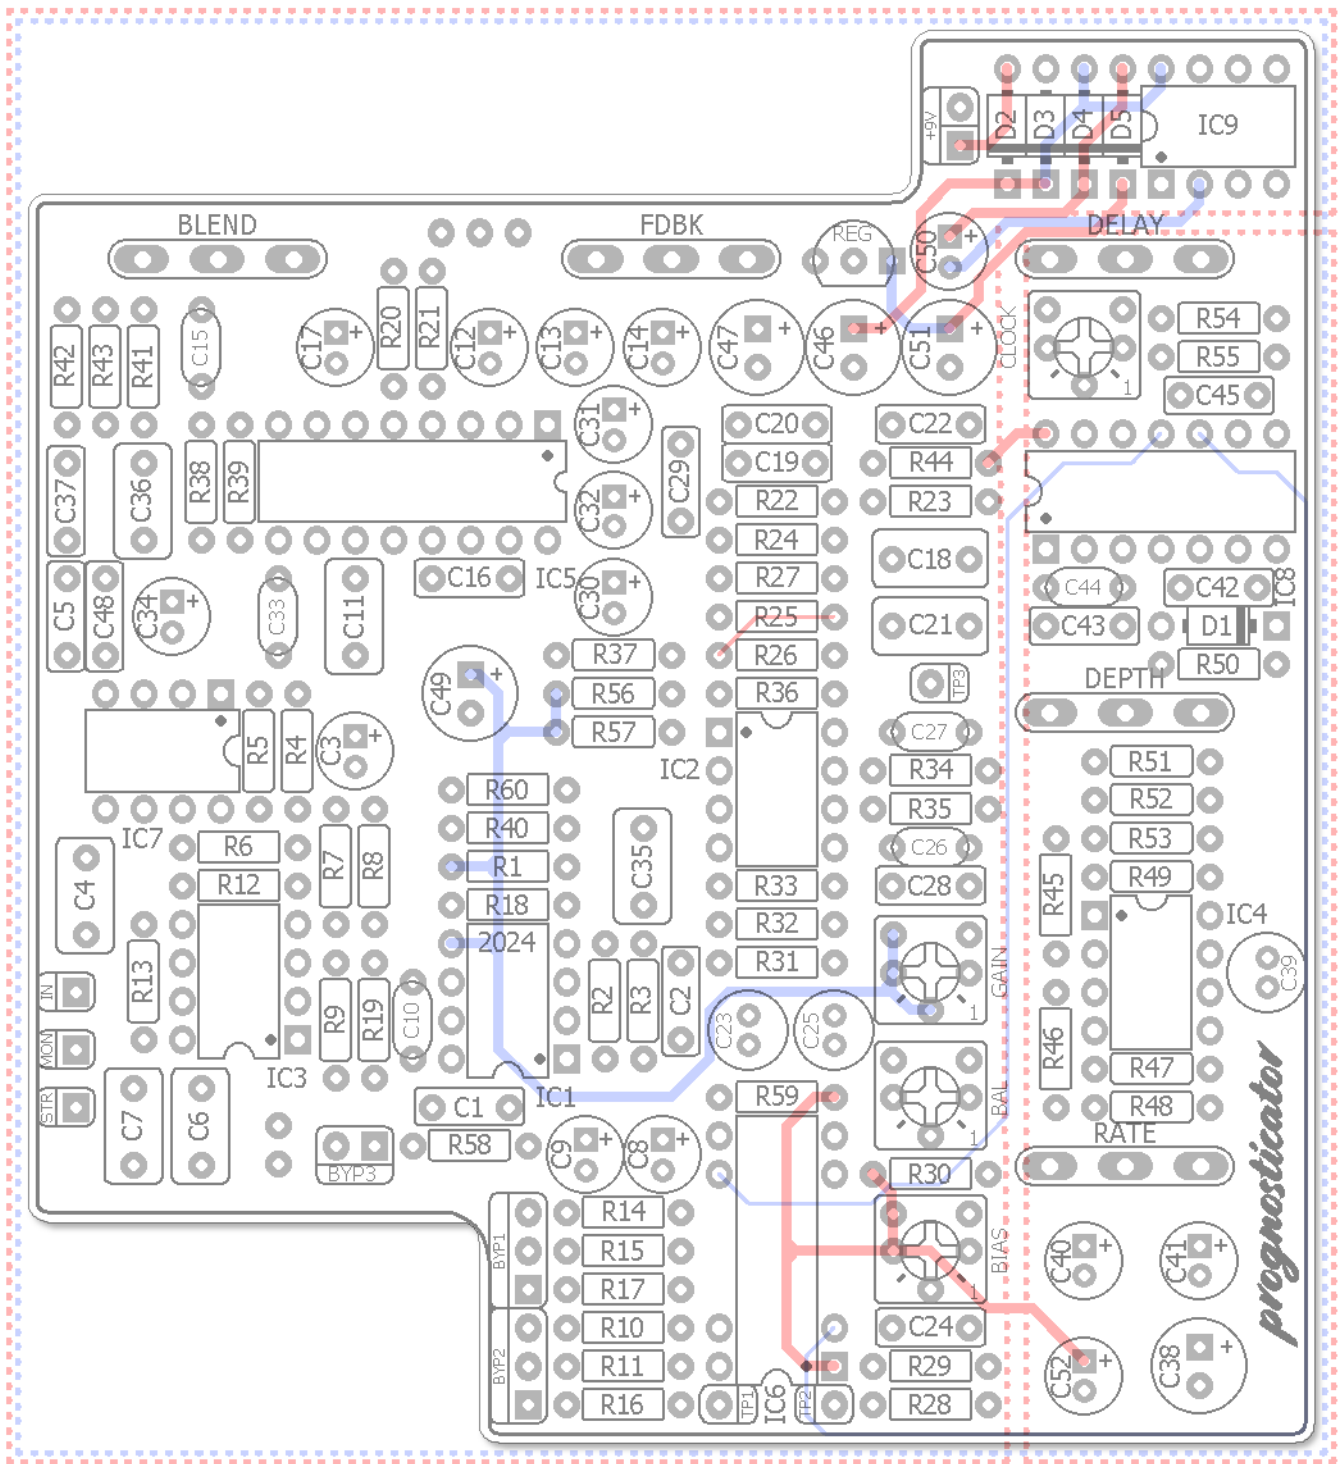 +9V
D2
D3
D4
D5
IC9
BLEND
FDBK
REG
C50
+
DELAY
R42
R43
R41
C15
C17
+
R20
R21
C12
+
C13
+
C14
+
C47
+
C46
+
C51
+
CLOCK
1
R54
R55
C45
C31
+
C20
C22
C19
R44
C37
C36
R38
R39
C32
+
C29
R22
R23
R24
C18
C5
C48
C34
+
C33
C11
C16
IC5
C30
+
R27
R25
C21
C44
C42
IC8
C43
D1
R50
R37
R26
TP3
DEPTH
C49
+
R56
R36
R57
C27
R5
R4
C3
+
IC2
R34
R51
R60
R35
R52
IC7
R40
R6
R7
R8
R1
C35
C26
R53
C4
R12
R18
R33
C28
R45
R49
2024
R32
IC4
R13
R31
GAIN
1
C39
IN
R9
R19
C10
R2
R3
C2
C23
C25
MON
IC3
R46
R47
STR
C7
C6
C1
IC1
R59
BAL
1
R48
BYP3
R58
C9
+
C8
+
RATE
R30
prognosticator
BYP1
R14
R15
BIAS
1
C40
+
C41
+
R17
BYP2
R10
C24
R11
R29
C52
+
C38
+
R16
TP1
IC6
TP2
R28